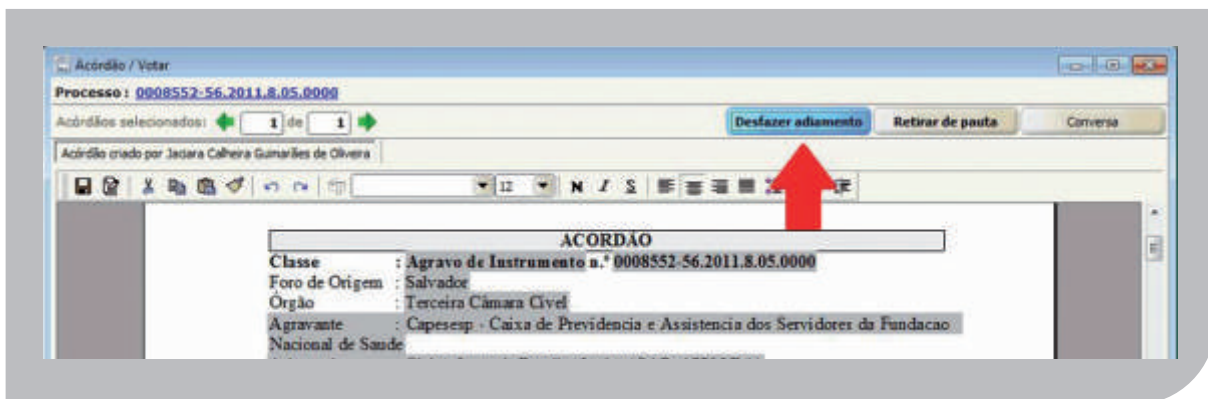 Acórdão / Votar
Processo : 0008552-56.2011.8.05.0000
Acórdãos selecionados: 1 de 1 Desfazer adiamento Retirar de pauta Conversa
Acórdão criado por Jaciara Calheira Guimarães de Oliveira
12 N I S
ACORDÃO
Classe : Agravo de Instrumento n.º 0008552-56.2011.8.05.0000
Foro de Origem : Salvador
Órgão : Terceira Câmara Cível
Agravante : Capesesp - Caixa de Previdencia e Assistencia dos Servidores da Fundacao
Nacional de Saude